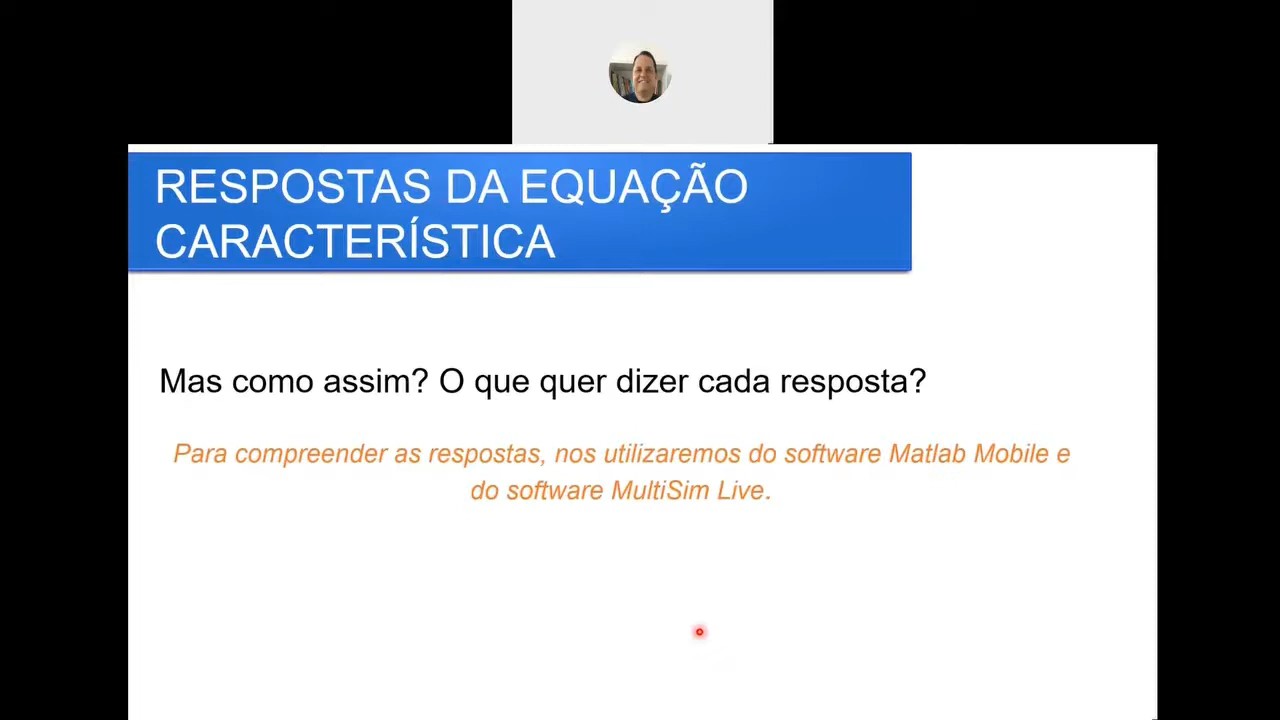 RESPOSTAS DA EQUAÇÃO
CARACTERÍSTICA
Mas como assim? O que quer dizer cada resposta?
Para compreender as respostas, nos utilizaremos do software Matlab Mobile e
do software MultiSim Live.